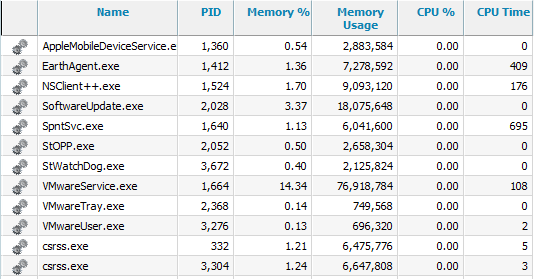 Name PID Memory % Memory Usage CPU % CPU Time
AppleMobileDeviceService.e 1,360 0.54 2,883,584 0.00 0
EarthAgent.exe 1,412 1.36 7,278,592 0.00 409
NSClient++.exe 1,524 1.70 9,093,120 0.00 176
SoftwareUpdate.exe 2,028 3.37 18,075,648 0.00 0
SpntSvc.exe 1,640 1.13 6,041,600 0.00 695
StOPP.exe 2,052 0.50 2,658,304 0.00 0
StWatchDog.exe 3,672 0.40 2,125,824 0.00 0
VMwareService.exe 1,664 14.34 76,918,784 0.00 108
VMwareTray.exe 2,368 0.14 749,568 0.00 0
VMwareUser.exe 3,276 0.13 696,320 0.00 2
csrss.exe 332 1.21 6,475,776 0.00 5
csrss.exe 3,304 1.24 6,647,808 0.00 3